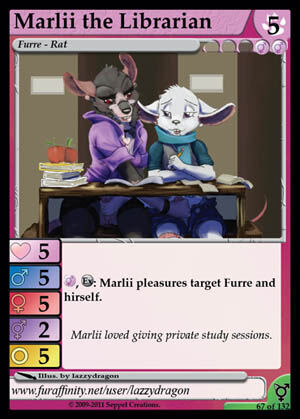 Marlii the Librarian 5
Furre - Rat
5
5
5
2
5
: Marlii pleasures target Furre and
hirself.
Marlii loved giving private study sessions.
Illus. by lazzydragon
www.furaffinity.net/user/lazzydragon
© 2009-2011 Seppel Creations.
67 of 132